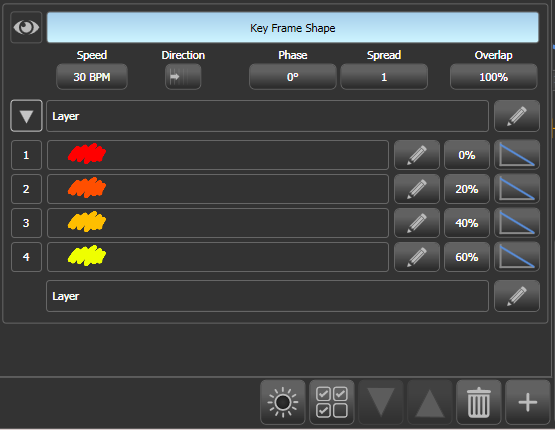 Key Frame Shape
Speed Direction Phase Spread Overlap
30 BPM 0° 1 100%
Layer
1 0%
2 20%
3 40%
4 60%
Layer